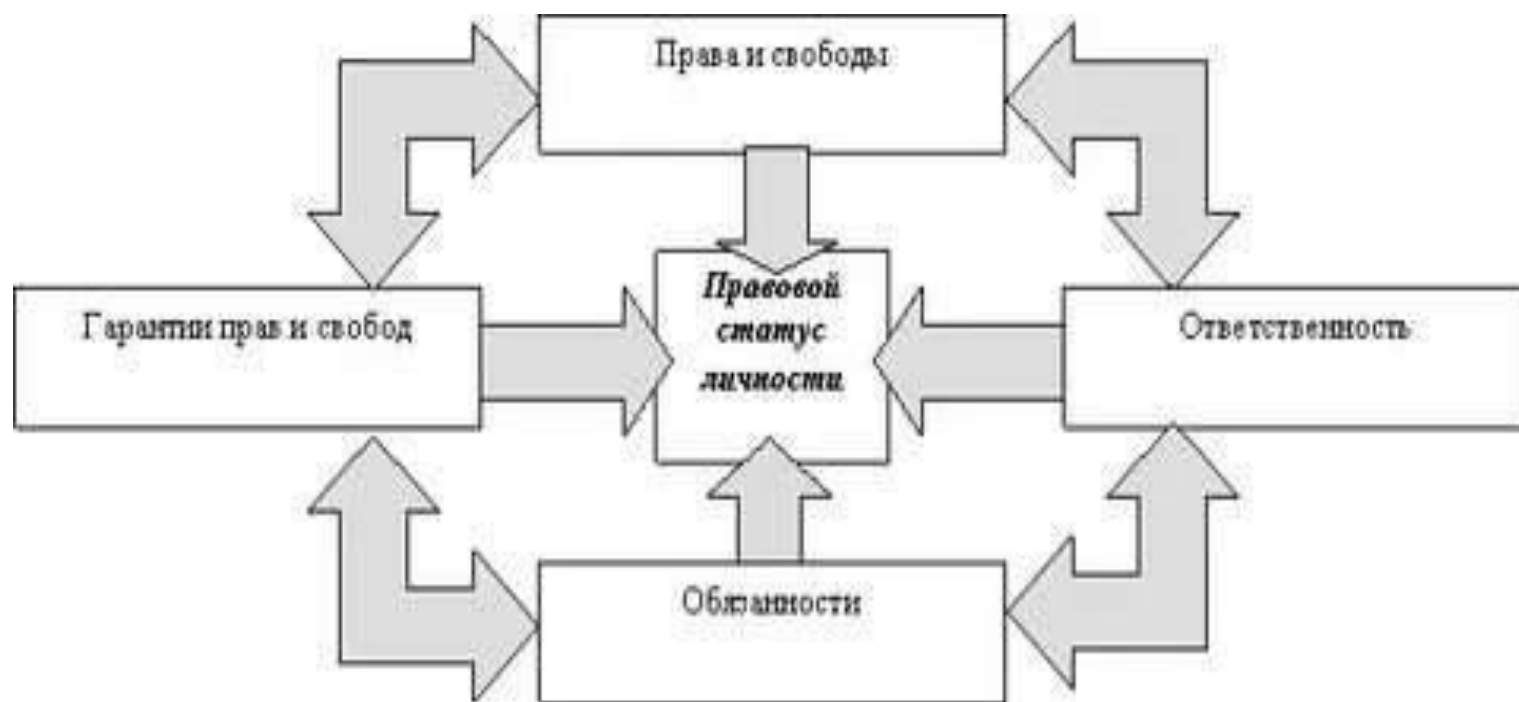 Права и свободы
Правовой
статус
личности
Гарантии прав и свобод
Ответственность
Обязанности